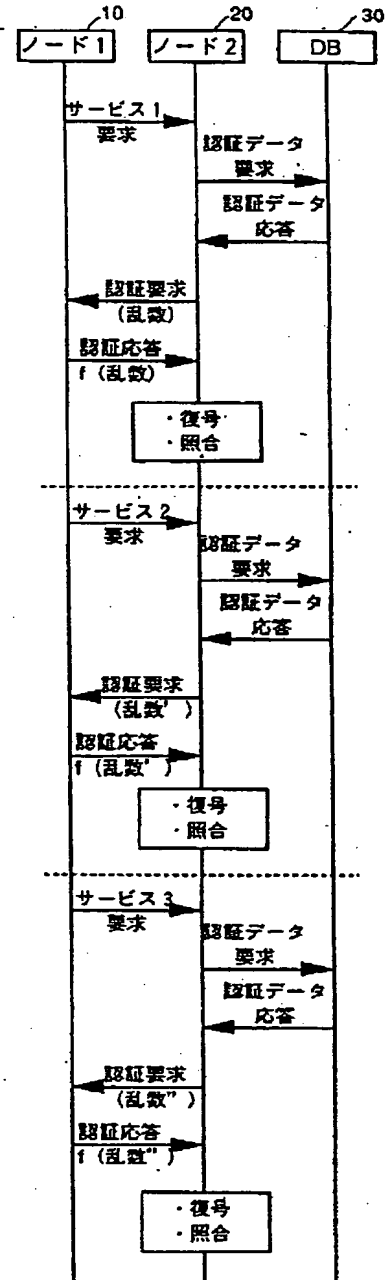 10
20
30
ノード1
ノード2
DB
サービス1
要求
認証データ
要求
認証データ
応答
認証要求
(乱数)
認証応答
f (乱数)
・復号
・照合
サービス2
要求
認証データ
要求
認証データ
応答
認証要求
(乱数')
認証応答
f (乱数')
・復号
・照合
サービス3
要求
認証データ
要求
認証データ
応答
認証要求
(乱数")
認証応答
f (乱数")
・復号
・照合